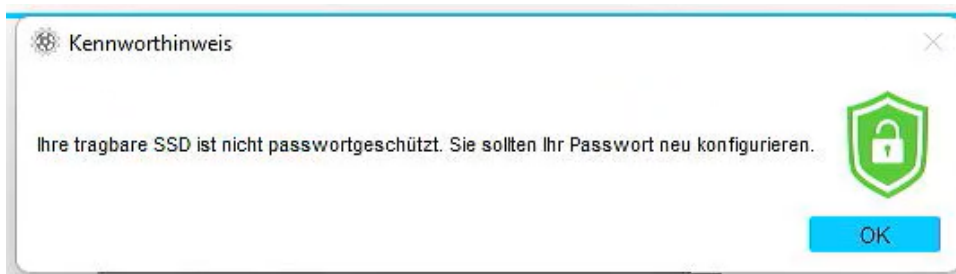 Kennworthinweis
Ihre tragbare SSD ist nicht passwortgeschützt. Sie sollten Ihr Passwort neu konfigurieren.
OK